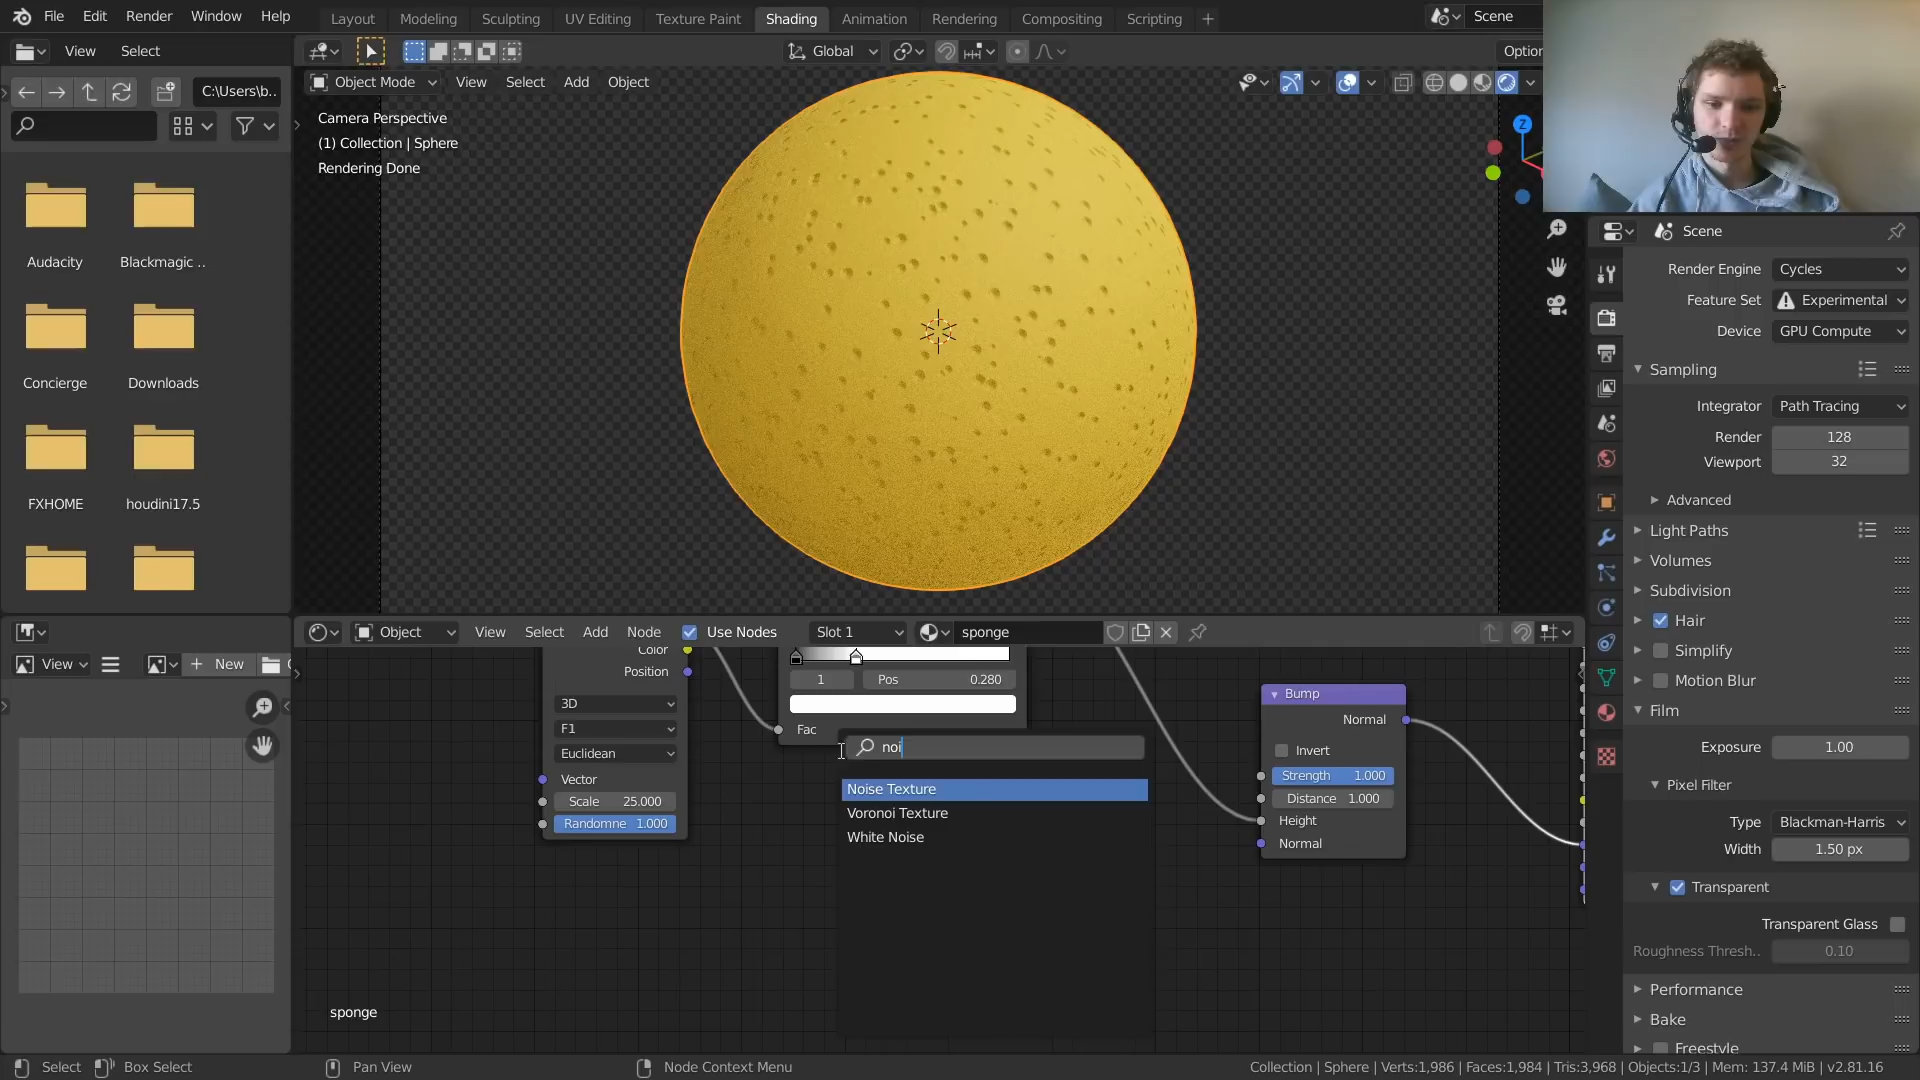 File Edit Render Window Help
Layout Modeling Sculpting UV Editing Texture Paint Shading Animation Rendering Compositing Scripting
Scene
View Select
Global
Object Mode View Select Add Object
C:\Users\b..
Camera Perspective
(1) Collection | Sphere
Rendering Done
Z
Audacity Blackmagic ..
Concierge Downloads
FXHOME houdini17.5
Scene
Render Engine Cycles
Feature Set Experimental
Device GPU Compute
Sampling
Integrator Path Tracing
Render 128
Viewport 32
Advanced
Light Paths
Volumes
Subdivision
Hair
Simplify
Motion Blur
Film
Exposure 1.00
Pixel Filter
Type Blackman-Harris
Width 1.50 px
Transparent
Transparent Glass
Roughness Thresh.. 0.10
Performance
Bake
Freestyle
View New
Object View Select Add Node Use Nodes Slot 1 sponge
Color
Position
3D
F1
Euclidean
Vector
Scale 25.000
Randomne 1.000
1 Pos 0.280
Fac
noi
Noise Texture
Voronoi Texture
White Noise
Bump
Normal
Invert
Strength 1.000
Distance 1.000
Height
Normal
sponge
Select Box Select Pan View Node Context Menu
Collection | Sphere | Verts:1,986 | Faces:1,984 | Tris:3,968 | Objects:1/3 | Mem: 137.4 MiB | v2.81.16